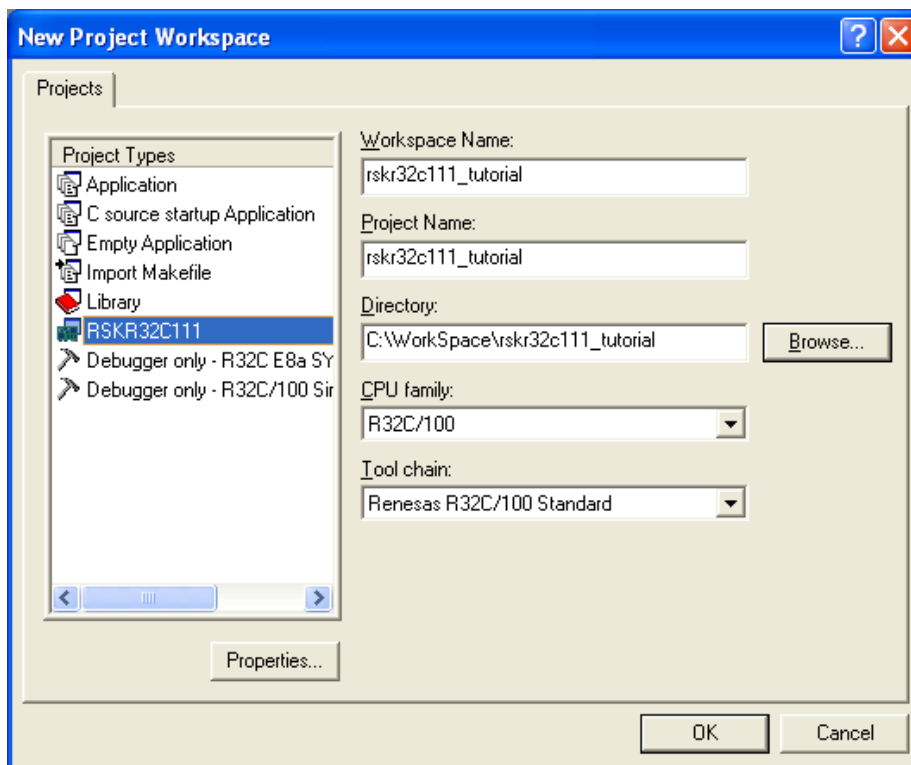 New Project Workspace
Projects
Project Types
Application
C source startup Application
Empty Application
Import Makefile
Library
RSKR32C111
Debugger only - R32C E8a SY
Debugger only - R32C/100 Sir
Workspace Name:
rskr32c111_tutorial
Project Name:
rskr32c111_tutorial
Directory:
C:\WorkSpace\rskr32c111_tutorial
Browse...
CPU family:
R32C/100
Tool chain:
Renesas R32C/100 Standard
Properties...
OK
Cancel